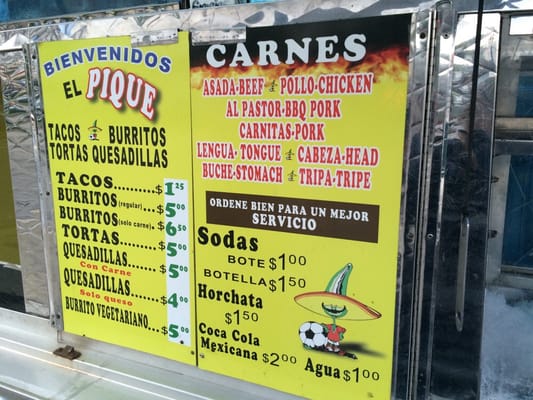 BIENVENIDOS
EL PIQUE
TACOS BURRITOS
TORTAS QUESADILLAS
TACOS..........$1.25
BURRITOS (regular)...$5.00
BURRITOS (solo carne).$6.50
TORTAS..........$5.00
QUESADILLAS......$5.00
Con Carne
QUESADILLAS......$4.00
Solo queso
BURRITO VEGETARIANO...$5.00
CARNES
ASADA-BEEF POLLO-CHICKEN
AL PASTOR-BBQ PORK
CARNITAS-PORK
LENGUA-TONGUE CABEZA-HEAD
BUCHE-STOMACH TRIPA-TRIPE
ORDENE BIEN PARA UN MEJOR
SERVICIO
Sodas
BOTE $1.00
BOTELLA $1.50
Horchata
$1.50
Coca Cola
Mexicana $2.00
Agua $1.00